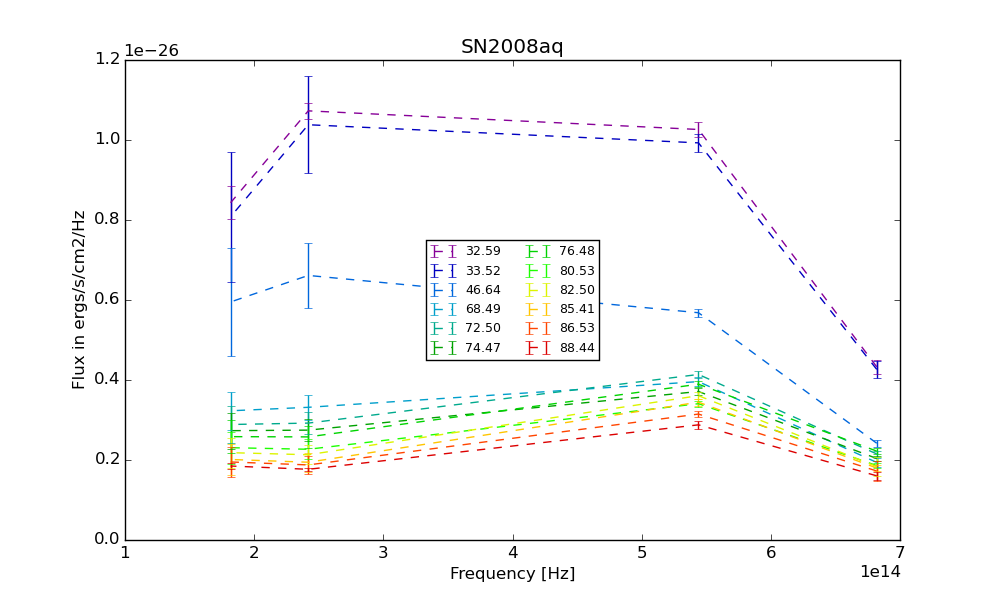 SN2008aq
1e−26
1.2
1.0
0.8
0.6
0.4
0.2
0.0
Flux in ergs/s/cm2/Hz
32.59 76.48
33.52 80.53
46.64 82.50
68.49 85.41
72.50 86.53
74.47 88.44
1 2 3 4 5 6 7
Frequency [Hz]
1e14